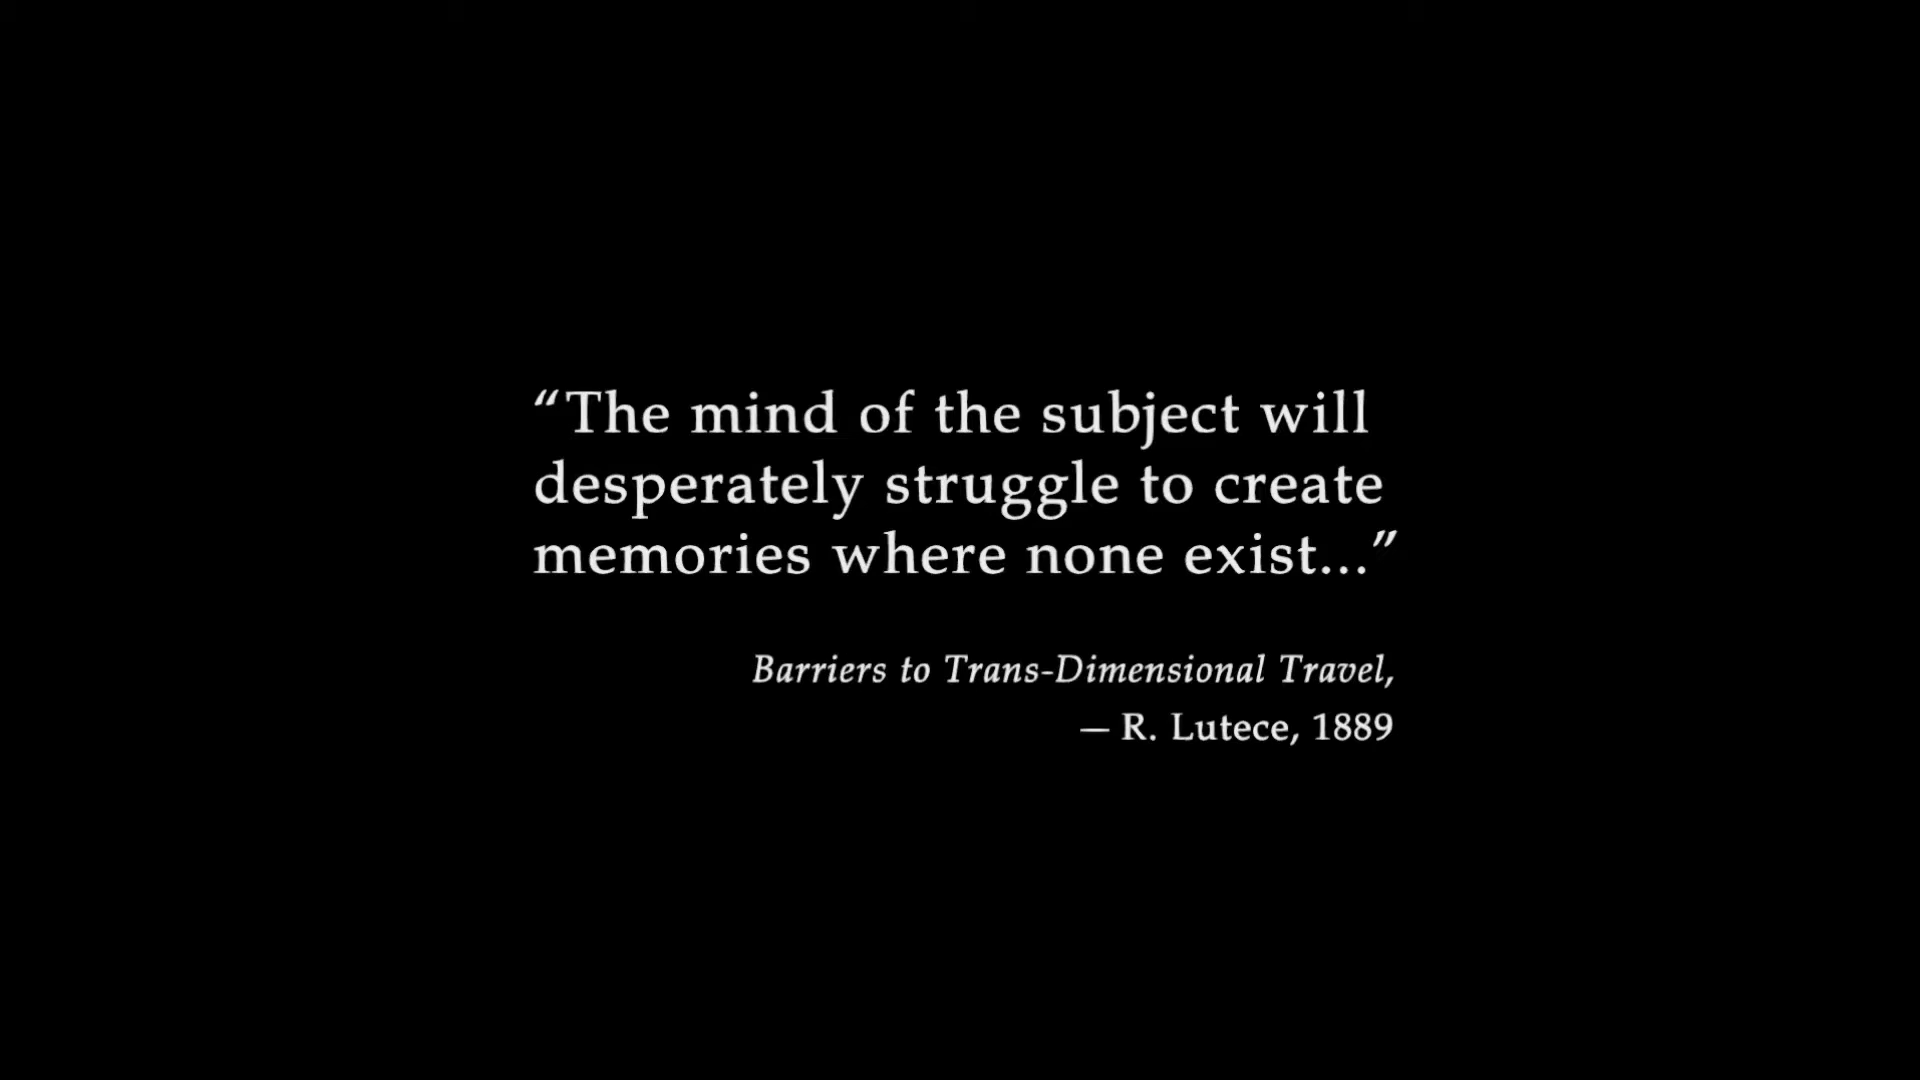 “The mind of the subject will
desperately struggle to create
memories where none exist...”
Barriers to Trans-Dimensional Travel,
— R. Lutece, 1889